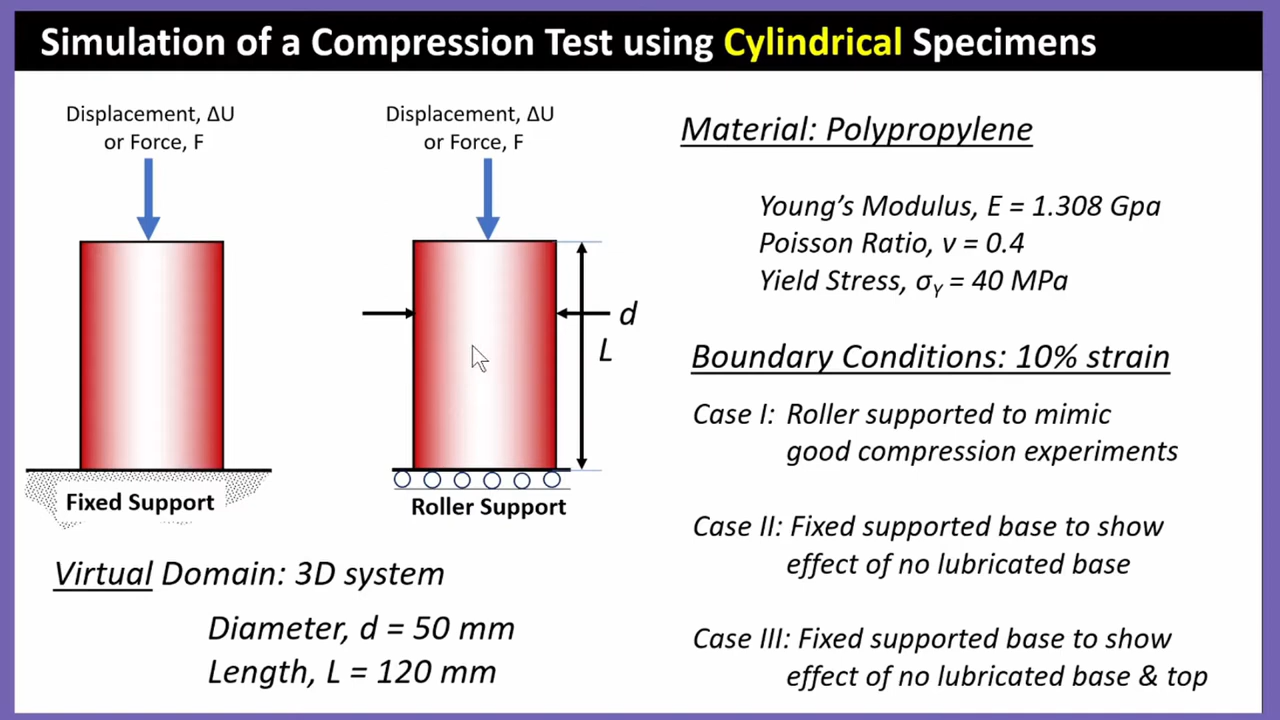 Simulation of a Compression Test using Cylindrical Specimens
Displacement, ΔU
or Force, F
Displacement, ΔU
or Force, F
d
L
Fixed Support
Roller Support
Virtual Domain: 3D system
Diameter, d = 50 mm
Length, L = 120 mm
Material: Polypropylene
Young’s Modulus, E = 1.308 Gpa
Poisson Ratio, ν = 0.4
Yield Stress, σY = 40 MPa
Boundary Conditions: 10% strain
Case I: Roller supported to mimic
good compression experiments
Case II: Fixed supported base to show
effect of no lubricated base
Case III: Fixed supported base to show
effect of no lubricated base & top